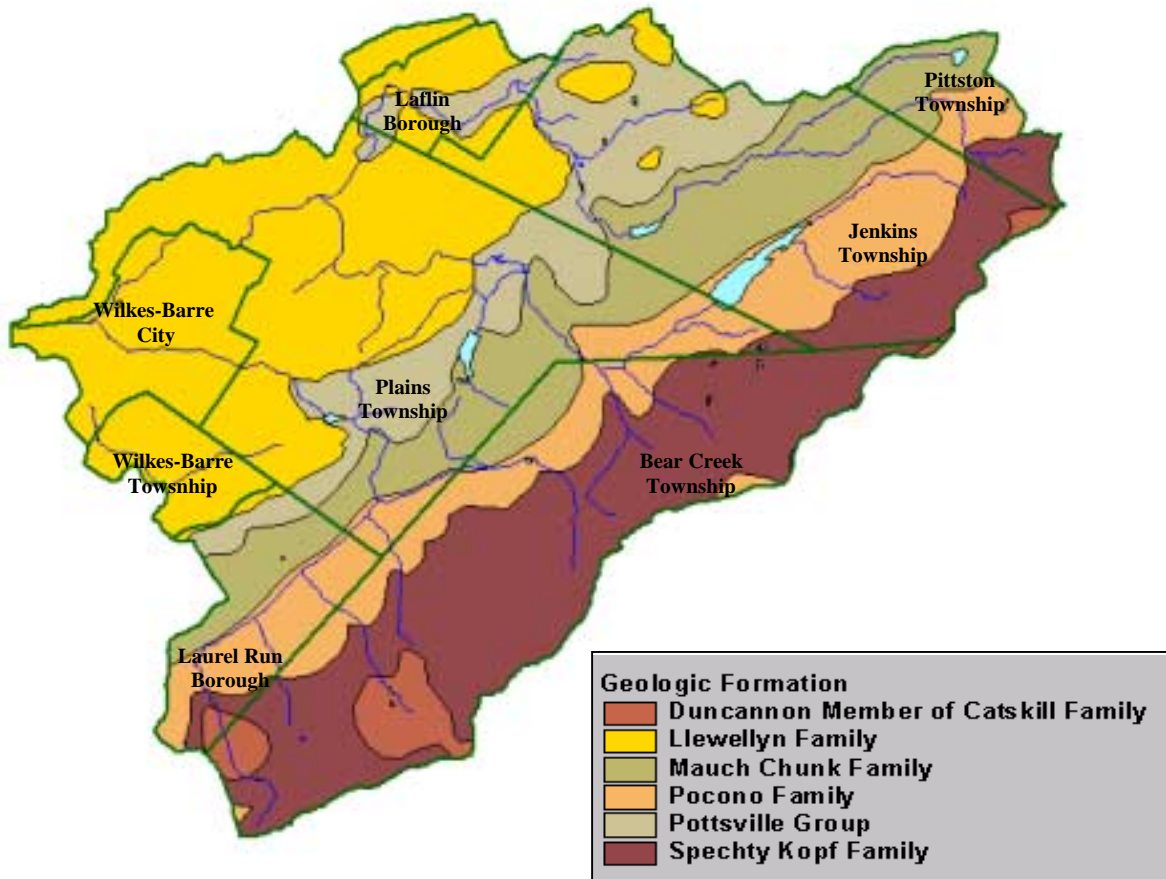 Pittston
Township
Laflin
Borough
Jenkins
Township
Wilkes-Barre
City
Plains
Township
Wilkes-Barre
Towsnhip
Bear Creek
Township
Laurel Run
Borough
Geologic Formation
Duncannon Member of Catskill Family
Llewellyn Family
Mauch Chunk Family
Pocono Family
Pottsville Group
Spechty Kopf Family